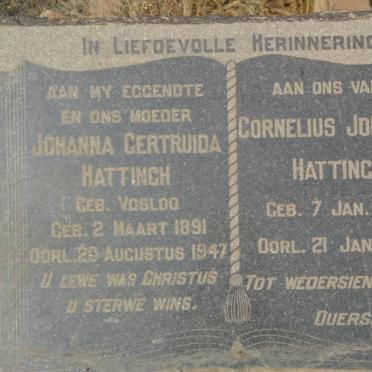 IN LIEFDEVOLLE HERINNERING
AAN MY EGGENOTE
EN ONS MOEDER
JOHANNA GERTRUIDA
HATTINGH
GEB. VOSLOO
GEB. 2 MAART 1891
OORL. 26 AUGUSTUS 1947
U LEWE WAS CHRISTUS
U STERWE WINS.
AAN ONS VA
CORNELIUS JO
HATTING
GEB. 7 JAN.
OORL. 21 JAN
TOT WEDERSIEN
OUERS